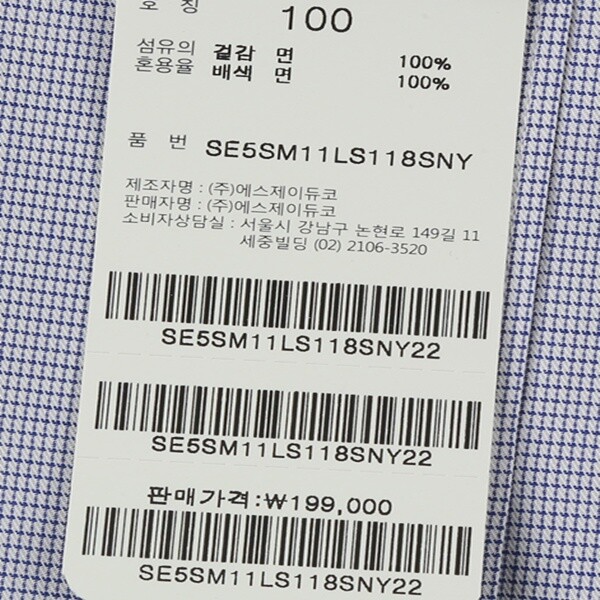 호 칭 100
섬유의 겉감 면 100%
혼용율 배색 면 100%
품 번 SE5SM11LS118SNY
제조자명 : (주)에스제이듀코
판매자명 : (주)에스제이듀코
소비자상담실 : 서울시 강남구 논현로 149길 11
세중빌딩 (02) 2106-3520
SE5SM11LS118SNY22
SE5SM11LS118SNY22
판매가격:₩199,000
SE5SM11LS118SNY22